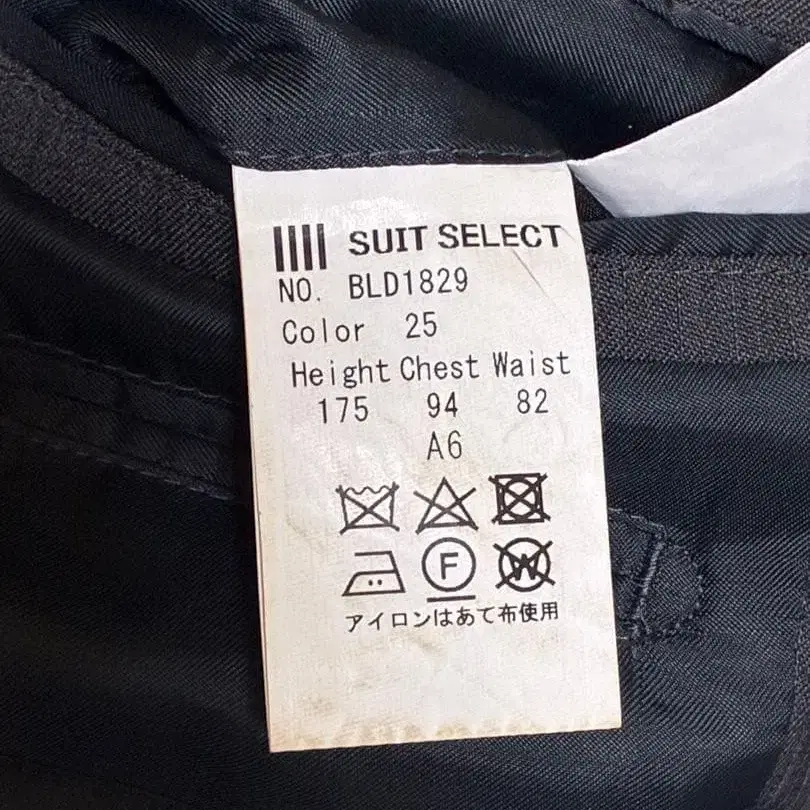 SUIT SELECT
NO. BLD1829
Color 25
Height Chest Waist
175 94 82
A6
F W
アイロンはあて布使用